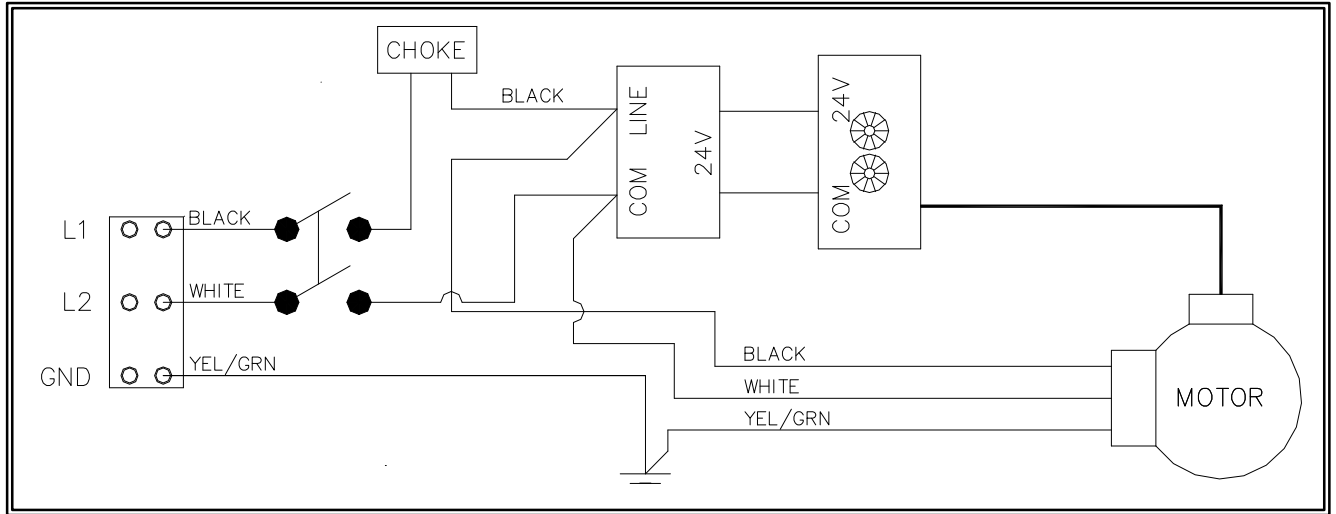 CHOKE
BLACK
LINE
COM
24V
24V
COM
L1
BLACK
L2
WHITE
GND
YEL/GRN
BLACK
WHITE
YEL/GRN
MOTOR